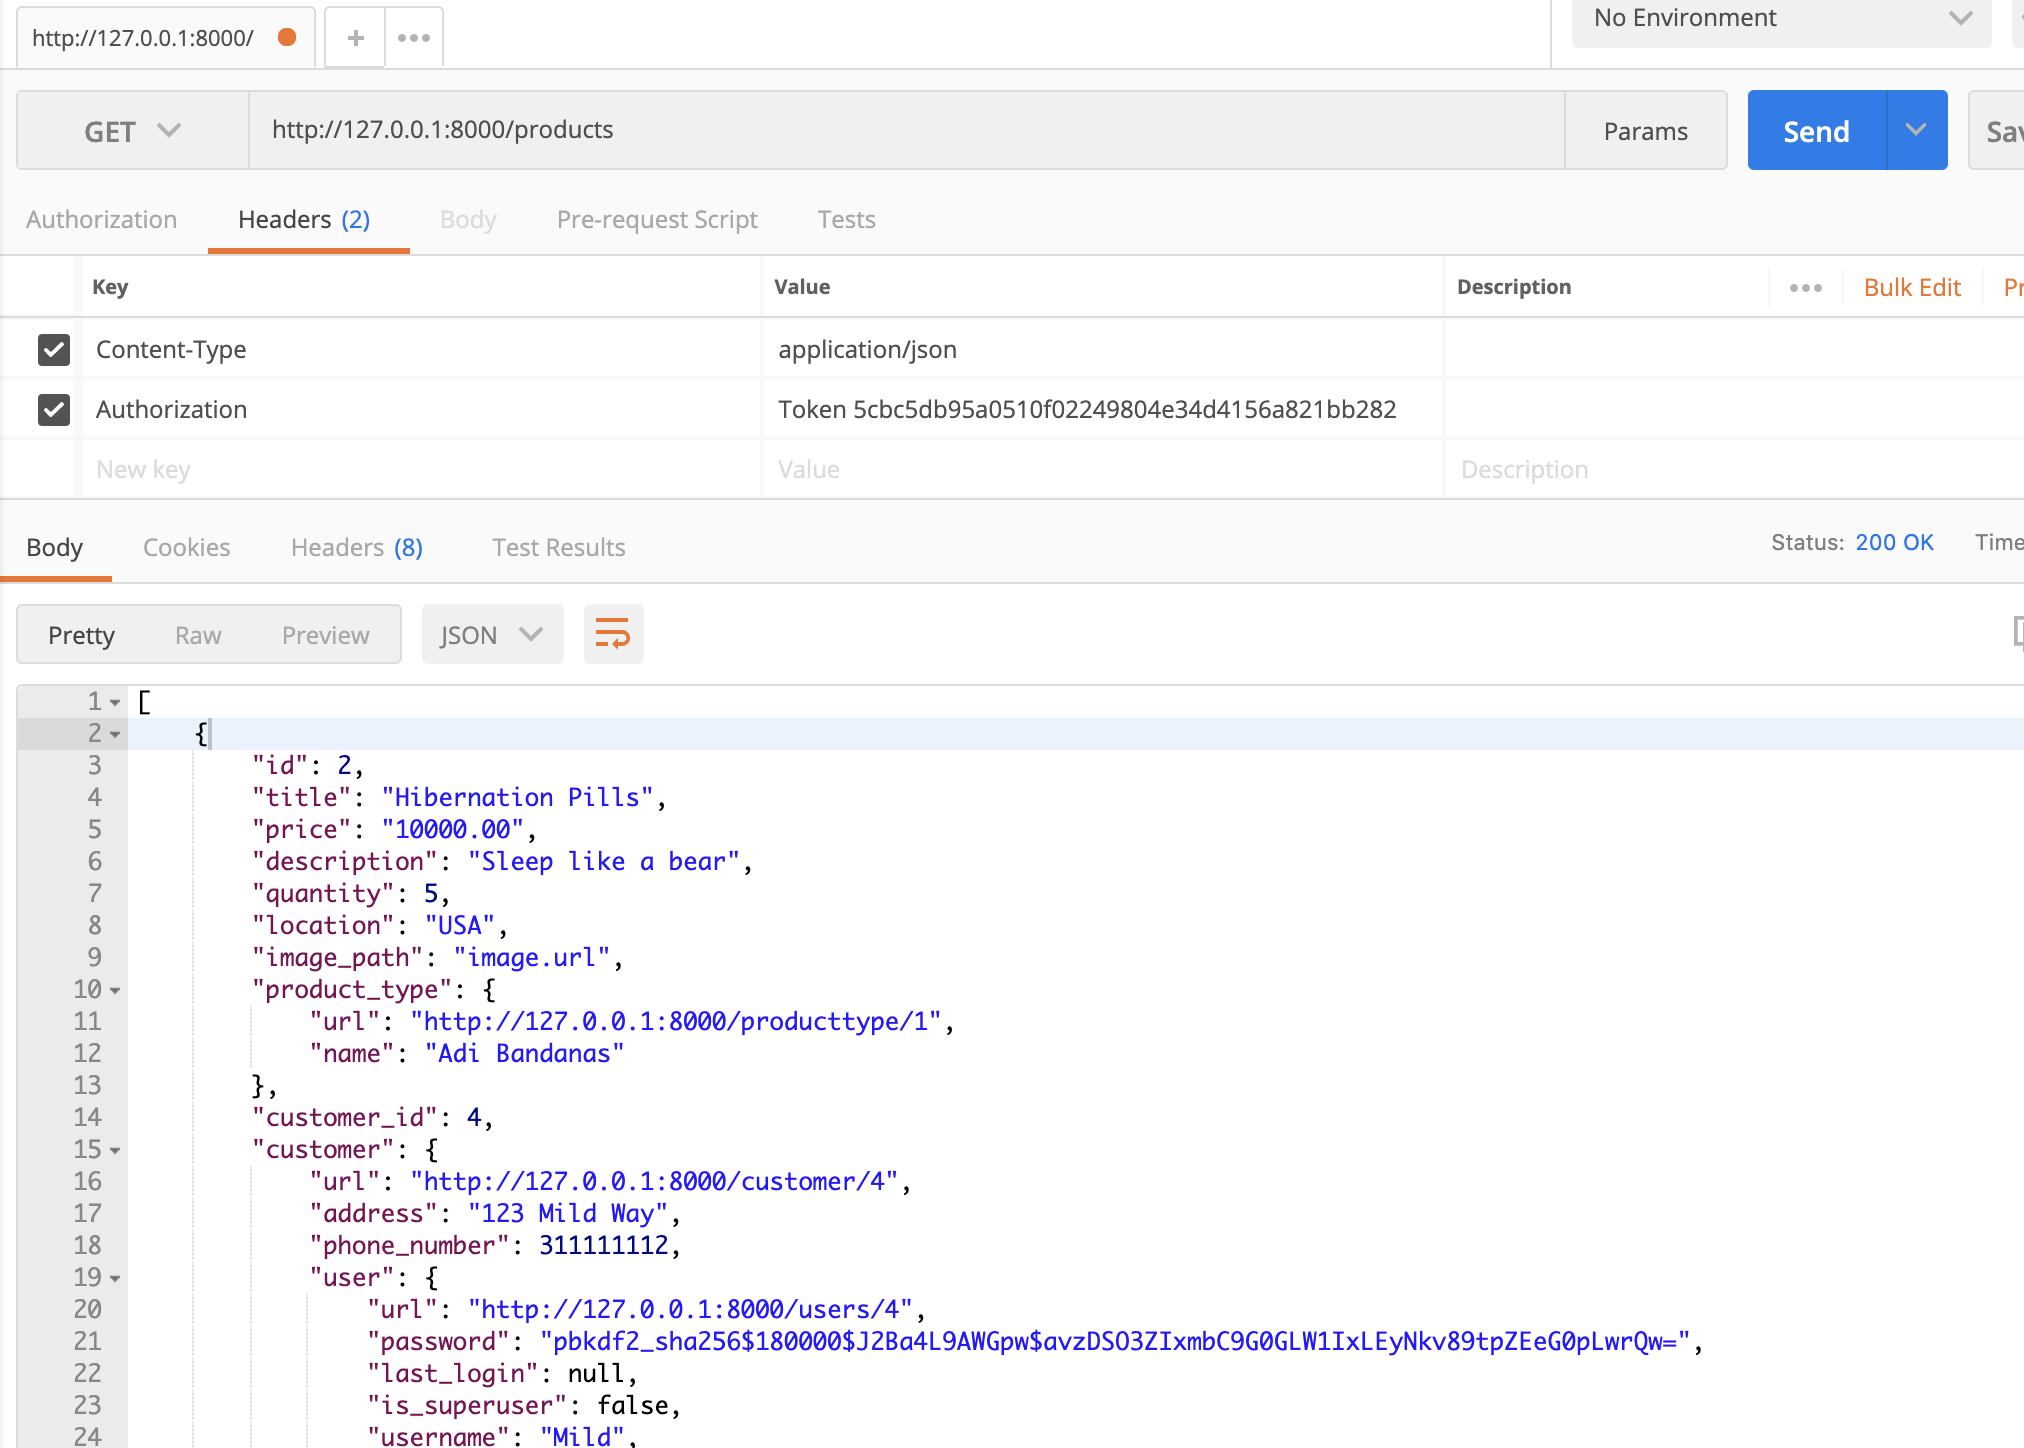 http://127.0.0.1:8000/
No Environment
GET http://127.0.0.1:8000/products Params Send
Authorization Headers (2) Body Pre-request Script Tests
Key Value Description Bulk Edit
Content-Type application/json
Authorization Token 5cbc5db95a0510f02249804e34d4156a821bb282
New key Value Description
Body Cookies Headers (8) Test Results Status: 200 OK Time
Pretty Raw Preview JSON
1 [
2 {
3 "id": 2,
4 "title": "Hibernation Pills",
5 "price": "10000.00",
6 "description": "Sleep like a bear",
7 "quantity": 5,
8 "location": "USA",
9 "image_path": "image.url",
10 "product_type": {
11 "url": "http://127.0.0.1:8000/producttype/1",
12 "name": "Adi Bandanas"
13 },
14 "customer_id": 4,
15 "customer": {
16 "url": "http://127.0.0.1:8000/customer/4",
17 "address": "123 Mild Way",
18 "phone_number": 311111112,
19 "user": {
20 "url": "http://127.0.0.1:8000/users/4",
21 "password": "pbkdf2_sha256$180000$J2Ba4L9AWGpw$avzDSO3ZIxmbC9G0GLW1IxLEyNkv89tpZEeG0pLwrQw=",
22 "last_login": null,
23 "is_superuser": false,
24 "username": "Mild",